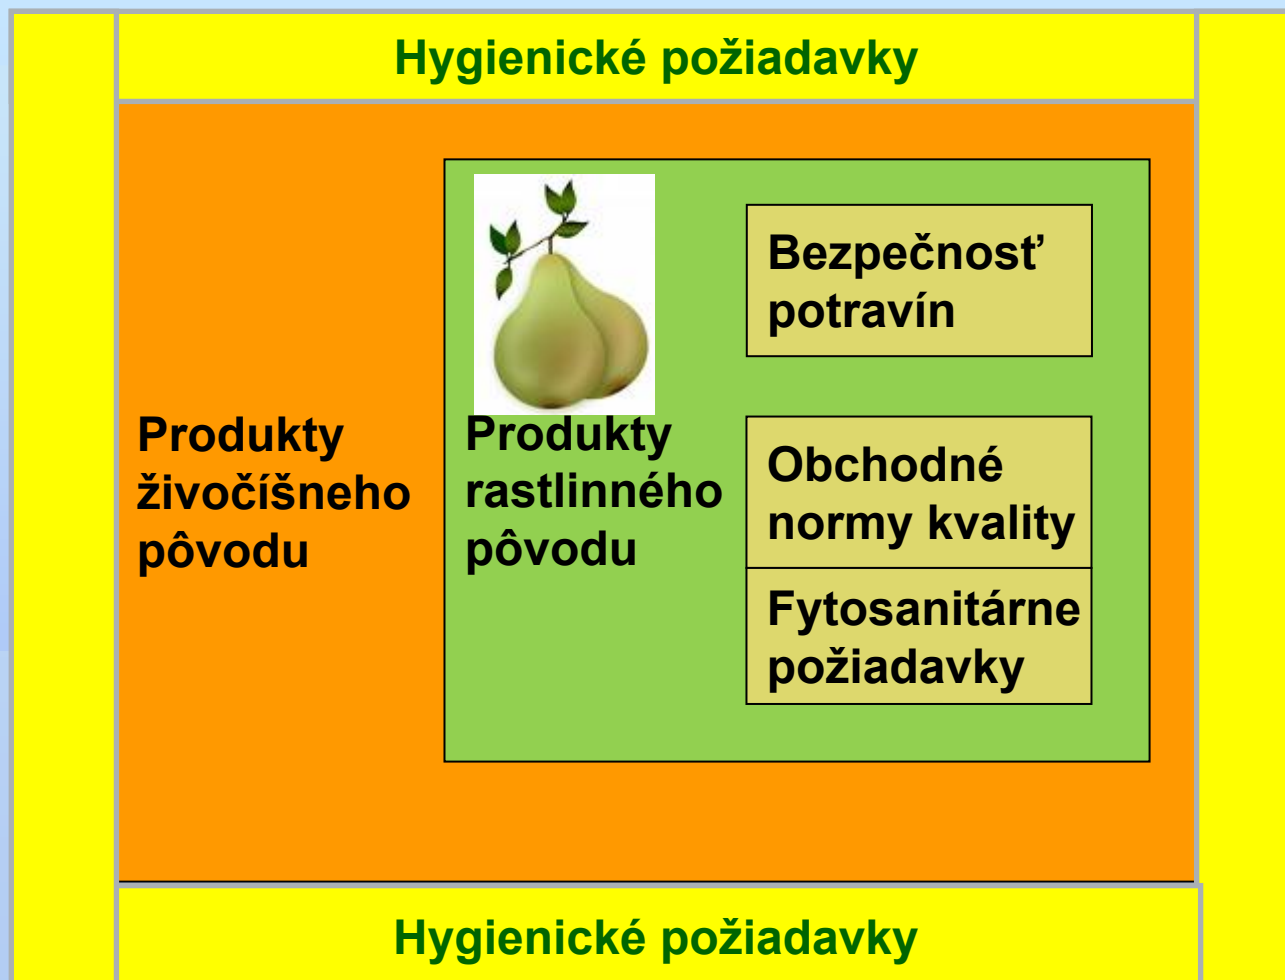 Hygienické požiadavky
Bezpečnosť
potravín
Produkty
živočíšneho
pôvodu
Produkty
rastlinného
pôvodu
Obchodné
normy kvality
Fytosanitárne
požiadavky
Hygienické požiadavky